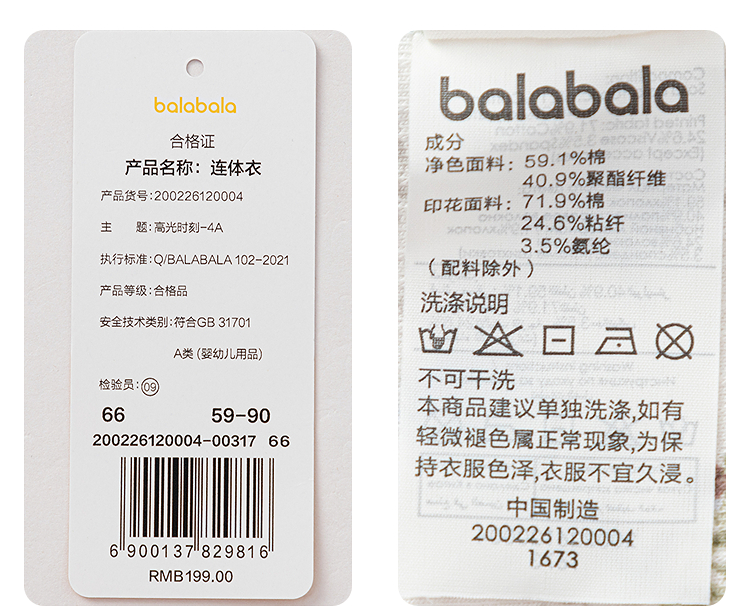 balabala
合格证
产品名称：连体衣
产品货号：200226120004
主 题：高光时刻-4A
执行标准：Q/BALABALA 102-2021
产品等级：合格品
安全技术类别：符合GB 31701
A类（婴幼儿用品）
检验员：09
66 59-90
200226120004-00317 66
6 900137 829816
RMB199.00
balabala
成分
净色面料：59.1%棉
40.9%聚酯纤维
印花面料：71.9%棉
24.6%粘纤
3.5%氨纶
（配料除外）
洗涤说明
不可干洗
本商品建议单独洗涤,如有
轻微褪色属正常现象,为保
持衣服色泽,衣服不宜久浸。
中国制造
200226120004
1673